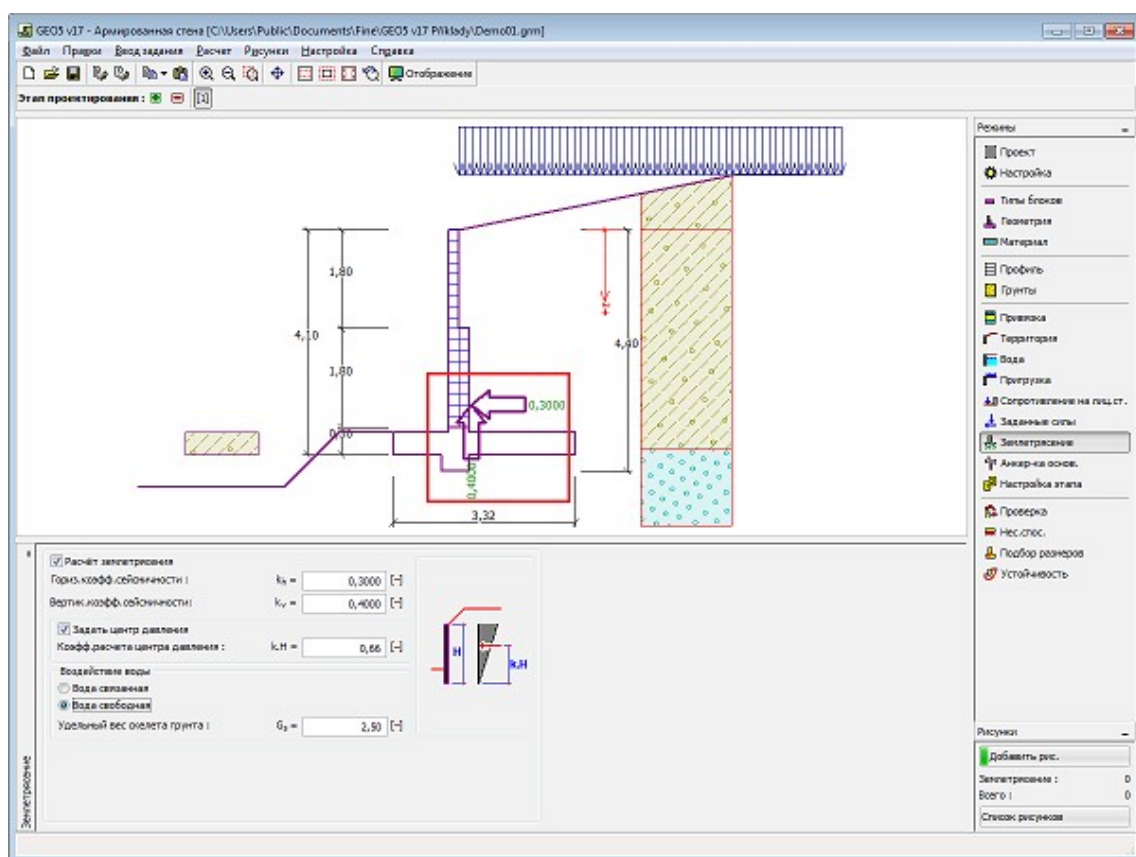 GEO5 v17 - Армированная стена [C:\Users\Public\Documents\Fine\GEO5 v17 Příklady\Demo01.grm]
Файл Правка Ввод задания Расчет Рисунки Настройка Справка
Отображение
Этап проектирования : [1]
1,80
4,10
1,80
4,40
0,3000
0,4000
3,32
Режимы
Проект
Настройка
Типы блоков
Геометрия
Материал
Профиль
Грунты
Привязка
Территория
Вода
Пригрузка
Сопротивление на лиц.ст.
Заданные силы
Землетрясение
Анкер-ка основ.
Настройка этапа
Проверка
Нес.спос.
Подбор размеров
Устойчивость
Расчёт землетрясения
Гориз.коэфф.сейсмичности : kh = 0,3000 [-]
Вертик.коэфф.сейсмичности: kv = 0,4000 [-]
Задать центр давления
Коэфф.расчета центра давления : k.H = 0,66 [-]
Воздействие воды
Вода связанная
Вода свободная
Удельный вес скелета грунта : Gs = 2,50 [-]
H
k.H
Землетрясение
Рисунки
Добавить рис.
Землетрясение : 0
Всего : 0
Список рисунков